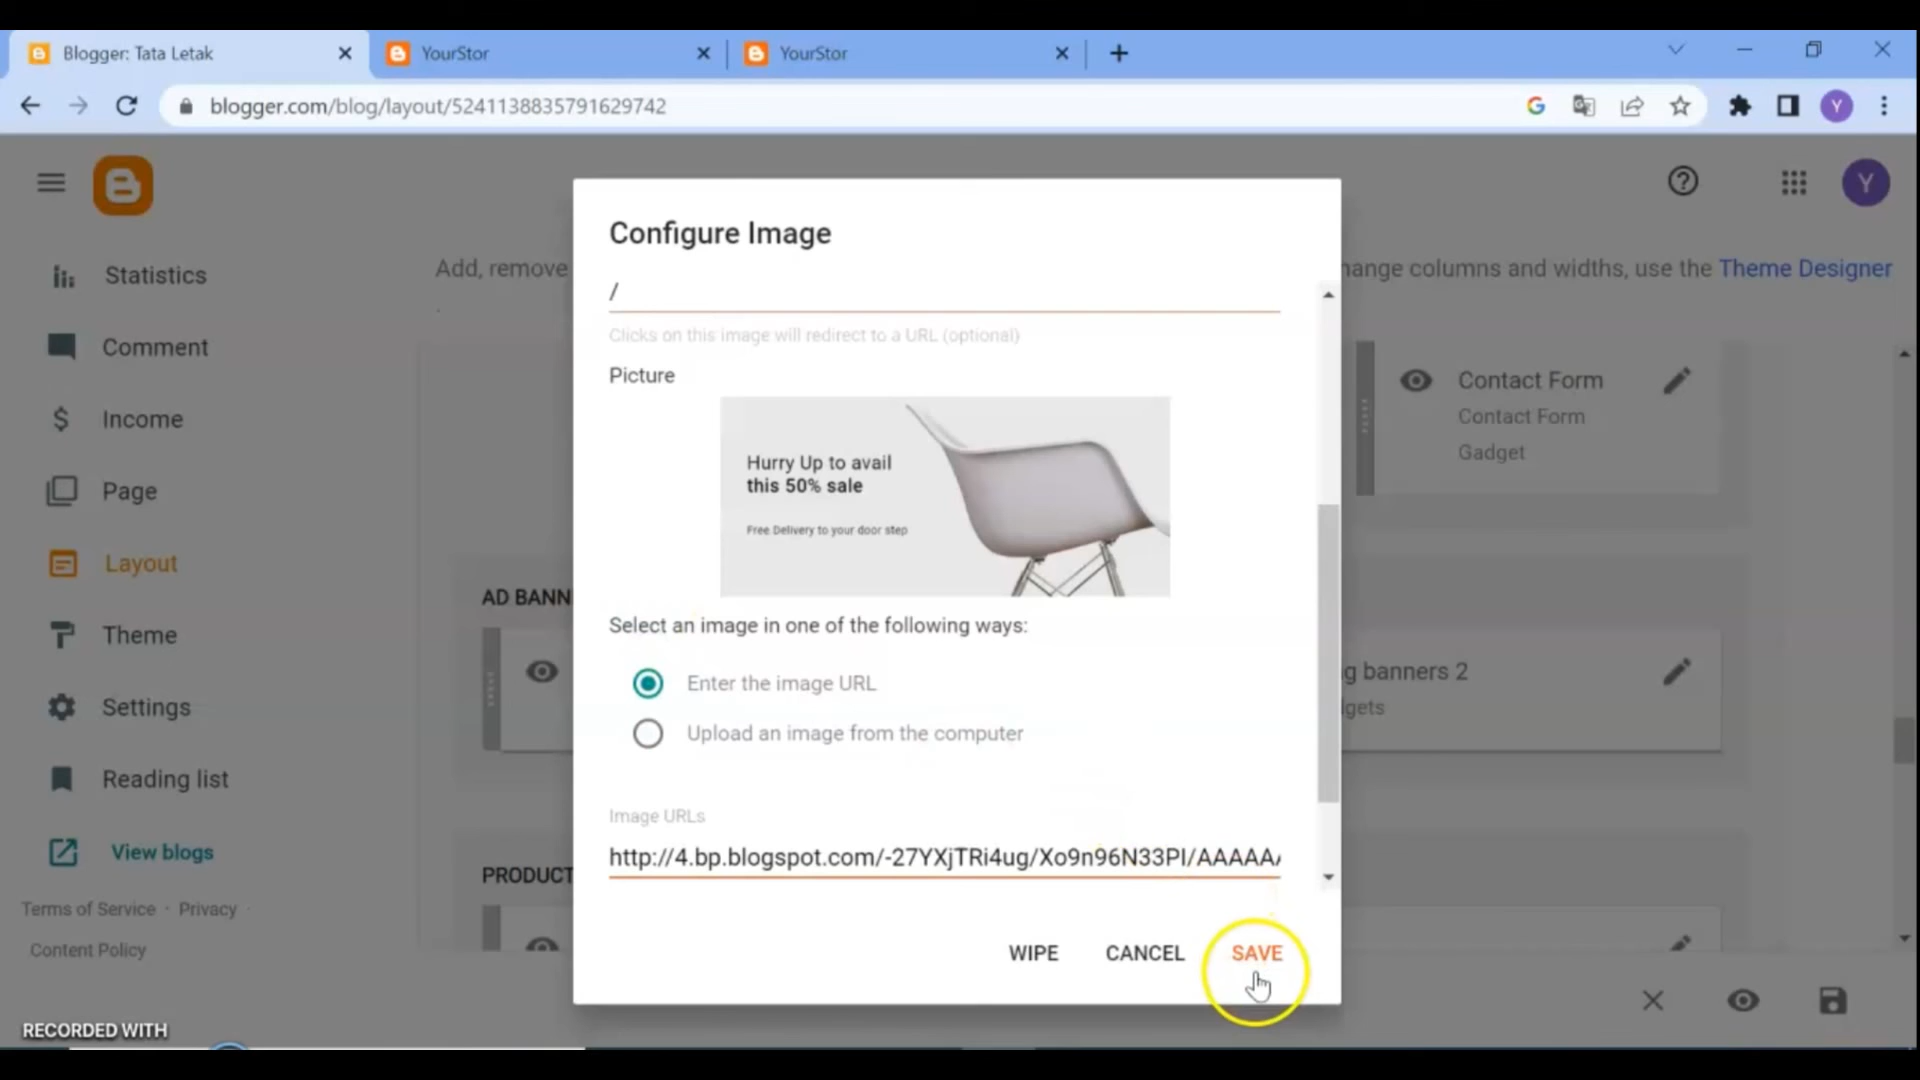 Blogger: Tata Letak
YourStor
YourStor
blogger.com/blog/layout/5241138835791629742
Y
Y
Add, remove
hange columns and widths, use the Theme Designer
.
Statistics
Comment
Income
Page
Layout
Theme
Settings
Reading list
View blogs
Terms of Service · Privacy ·
Content Policy
Configure Image
/
Clicks on this image will redirect to a URL (optional)
Picture
Hurry Up to avail
this 50% sale
Free Delivery to your door step
Select an image in one of the following ways:
Enter the image URL
Upload an image from the computer
Image URLs
http://4.bp.blogspot.com/-27YXjTRi4ug/Xo9n96N33PI/AAAAAA
WIPE CANCEL SAVE
Contact Form
Contact Form
Gadget
AD BANN
g banners 2
gets
PRODUCT
RECORDED WITH